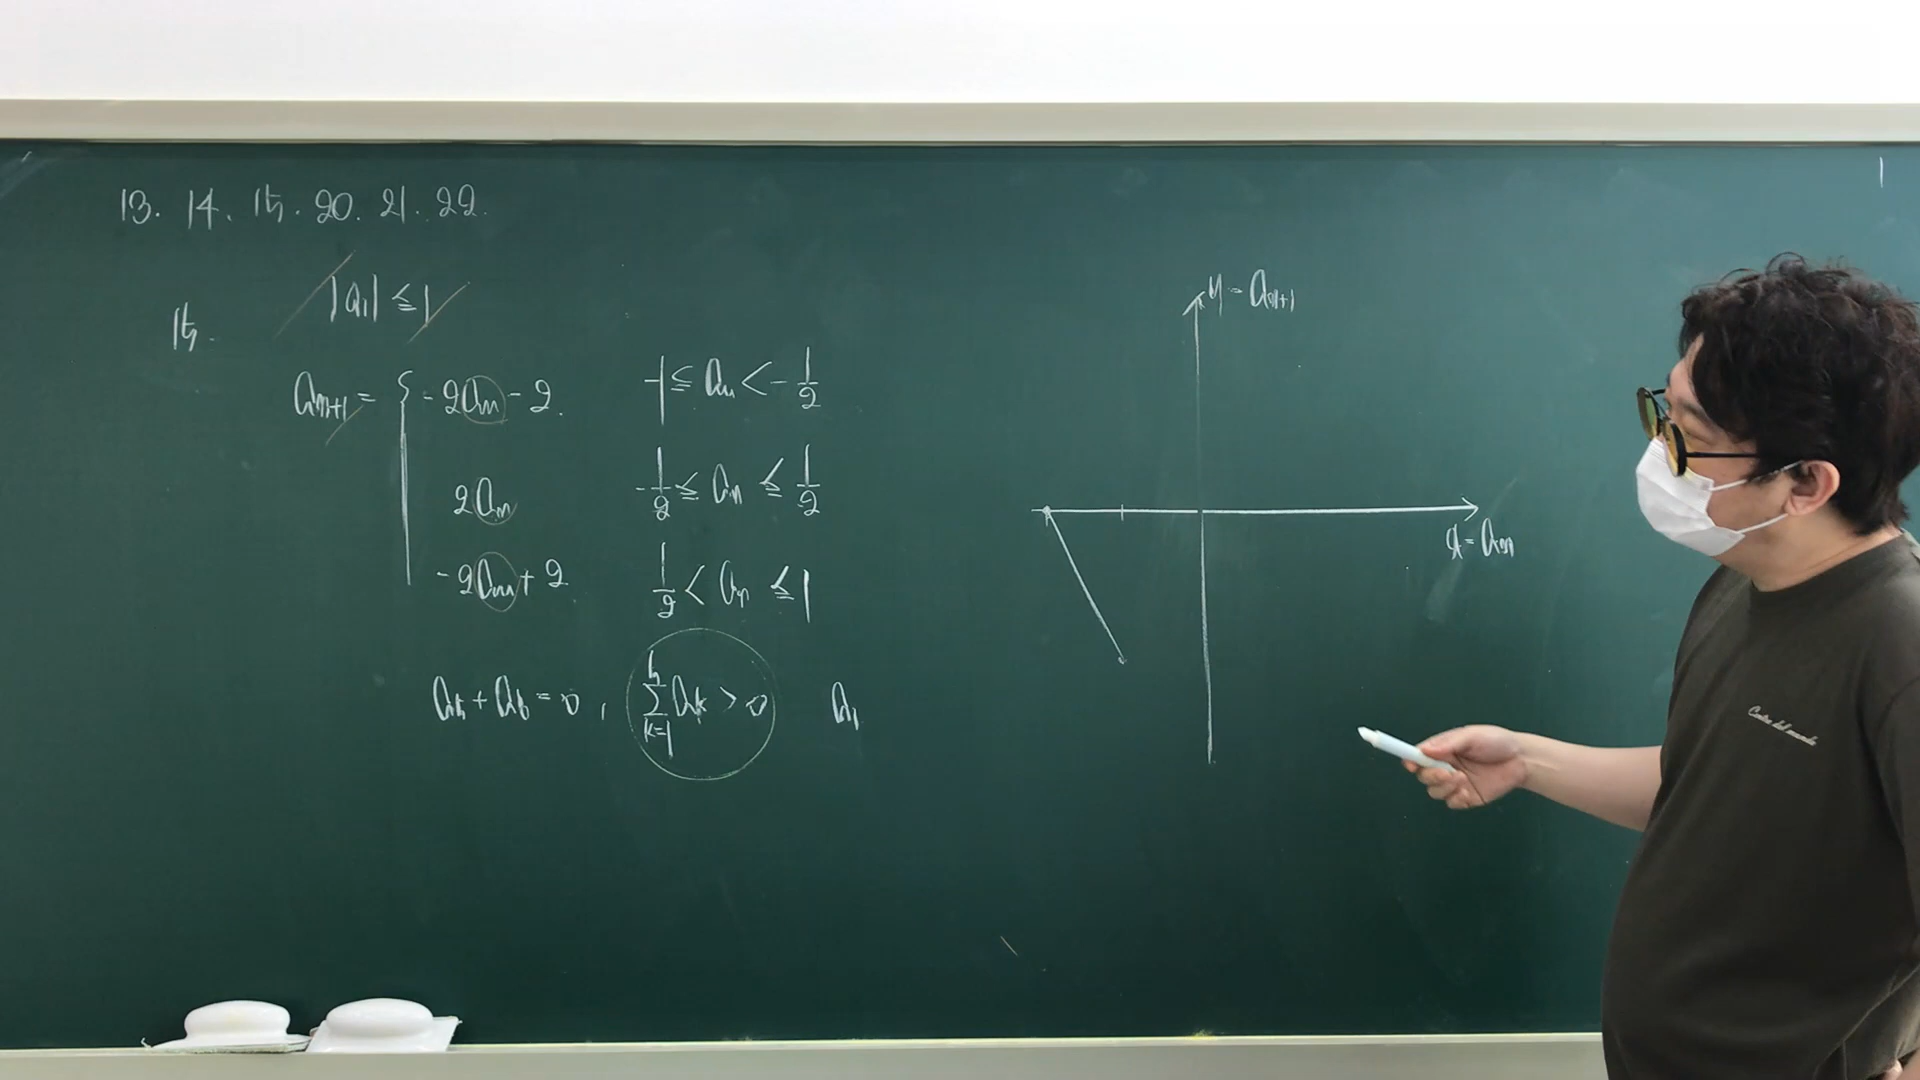 13. 14. 15. 20. 21. 22.
15.
|a₁| ≤ 1
aₙ₊₁ = { -2aₙ - 2. -1 ≤ aₙ < -1/2
2aₙ -1/2 ≤ aₙ ≤ 1/2
-2aₙ + 2 1/2 < aₙ ≤ 1
a₅ + a₆ = 0, ∑_{k=1}^{5} aₖ > 0 a₁
y = aₙ₊₁
x = aₙ
1